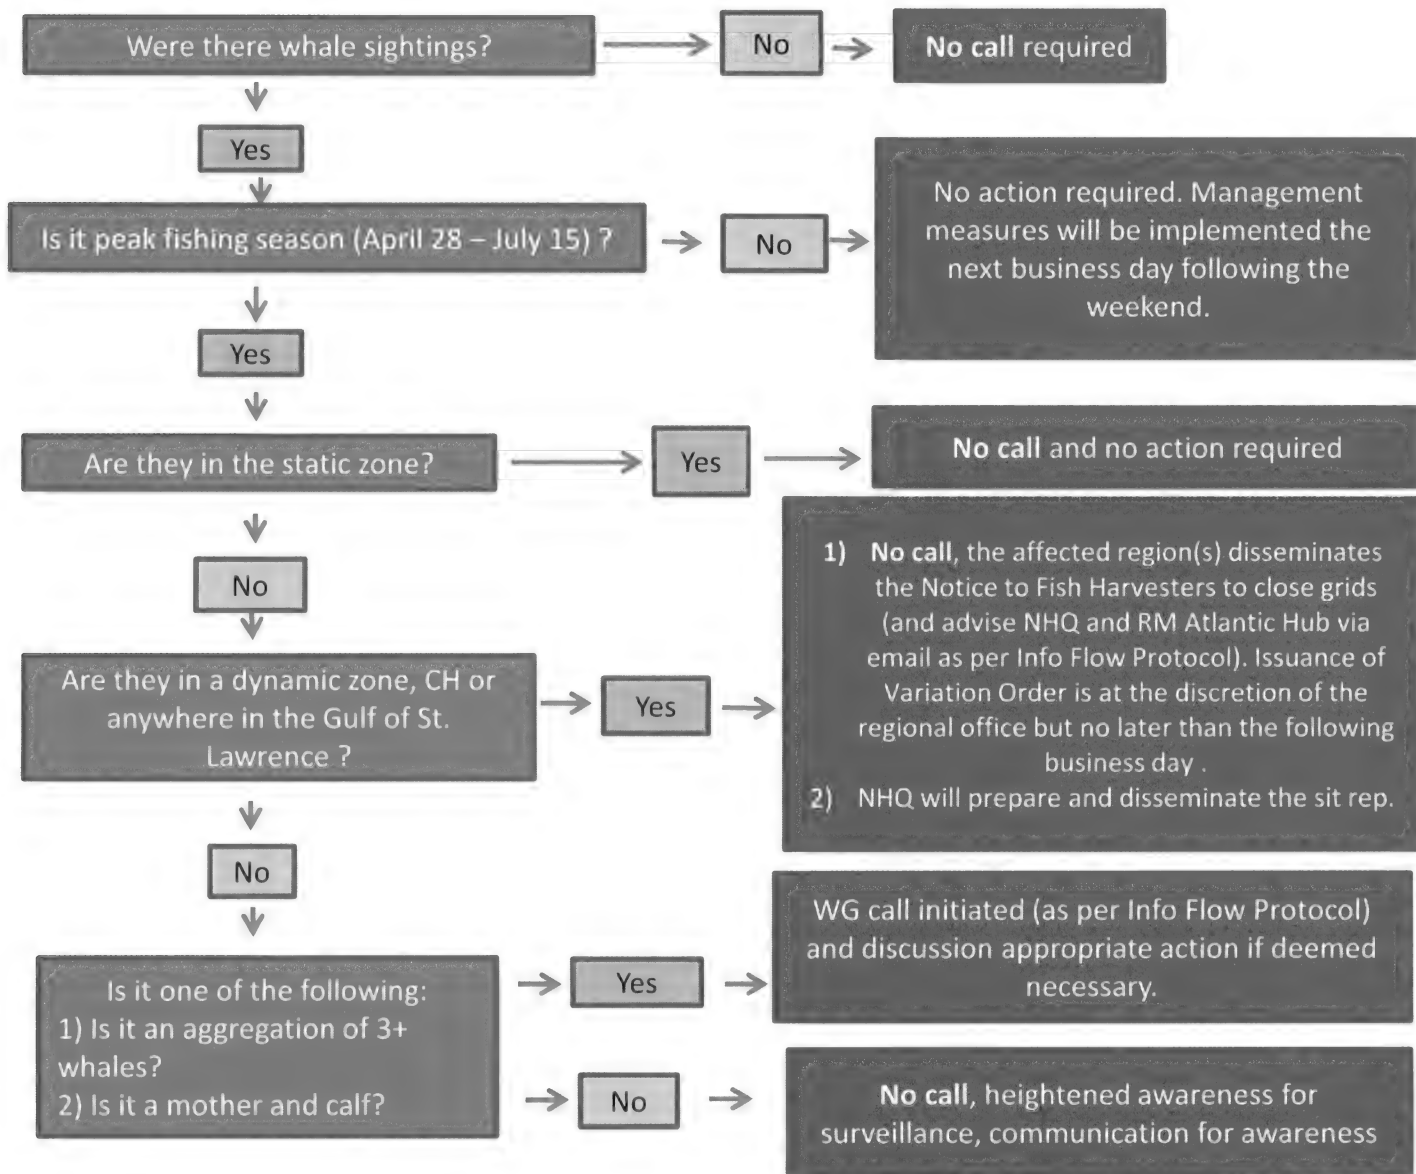 Were there whale sightings?
No
No call required
Yes
Is it peak fishing season (April 28 – July 15) ?
No
No action required. Management
measures will be implemented the
next business day following the
weekend.
Yes
Are they in the static zone?
Yes
No call and no action required
No
Are they in a dynamic zone, CH or
anywhere in the Gulf of St.
Lawrence ?
Yes
1) No call, the affected region(s) disseminates
the Notice to Fish Harvesters to close grids
(and advise NHQ and RM Atlantic Hub via
email as per Info Flow Protocol). Issuance of
Variation Order is at the discretion of the
regional office but no later than the following
business day .
2) NHQ will prepare and disseminate the sit rep.
No
Is it one of the following:
1) Is it an aggregation of 3+
whales?
2) Is it a mother and calf?
Yes
WG call initiated (as per Info Flow Protocol)
and discussion appropriate action if deemed
necessary.
No
No call, heightened awareness for
surveillance, communication for awareness